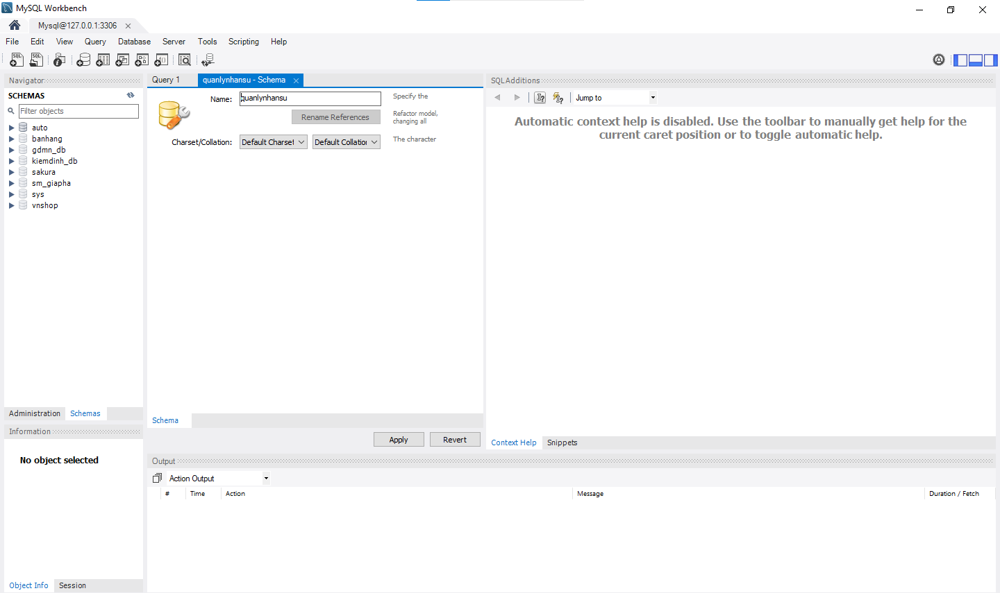 MySQL Workbench
Mysql@127.0.0.1:3306
File Edit View Query Database Server Tools Scripting Help
Navigator
SCHEMAS
Filter objects
auto
banhang
gdmn_db
kiemdinh_db
sakura
sm_giapha
sys
vnshop
Administration Schemas
Information
No object selected
Object Info Session
Query 1 quanlynhansu - Schema
Name: quanlynhansu Specify the
Rename References Refactor model,
changing all
Charset/Collation: Default Charset Default Collation The character
Schema
Apply Revert
SQLAdditions
Jump to
Automatic context help is disabled. Use the toolbar to manually get help for the
current caret position or to toggle automatic help.
Context Help Snippets
Output
Action Output
# Time Action Message Duration / Fetch